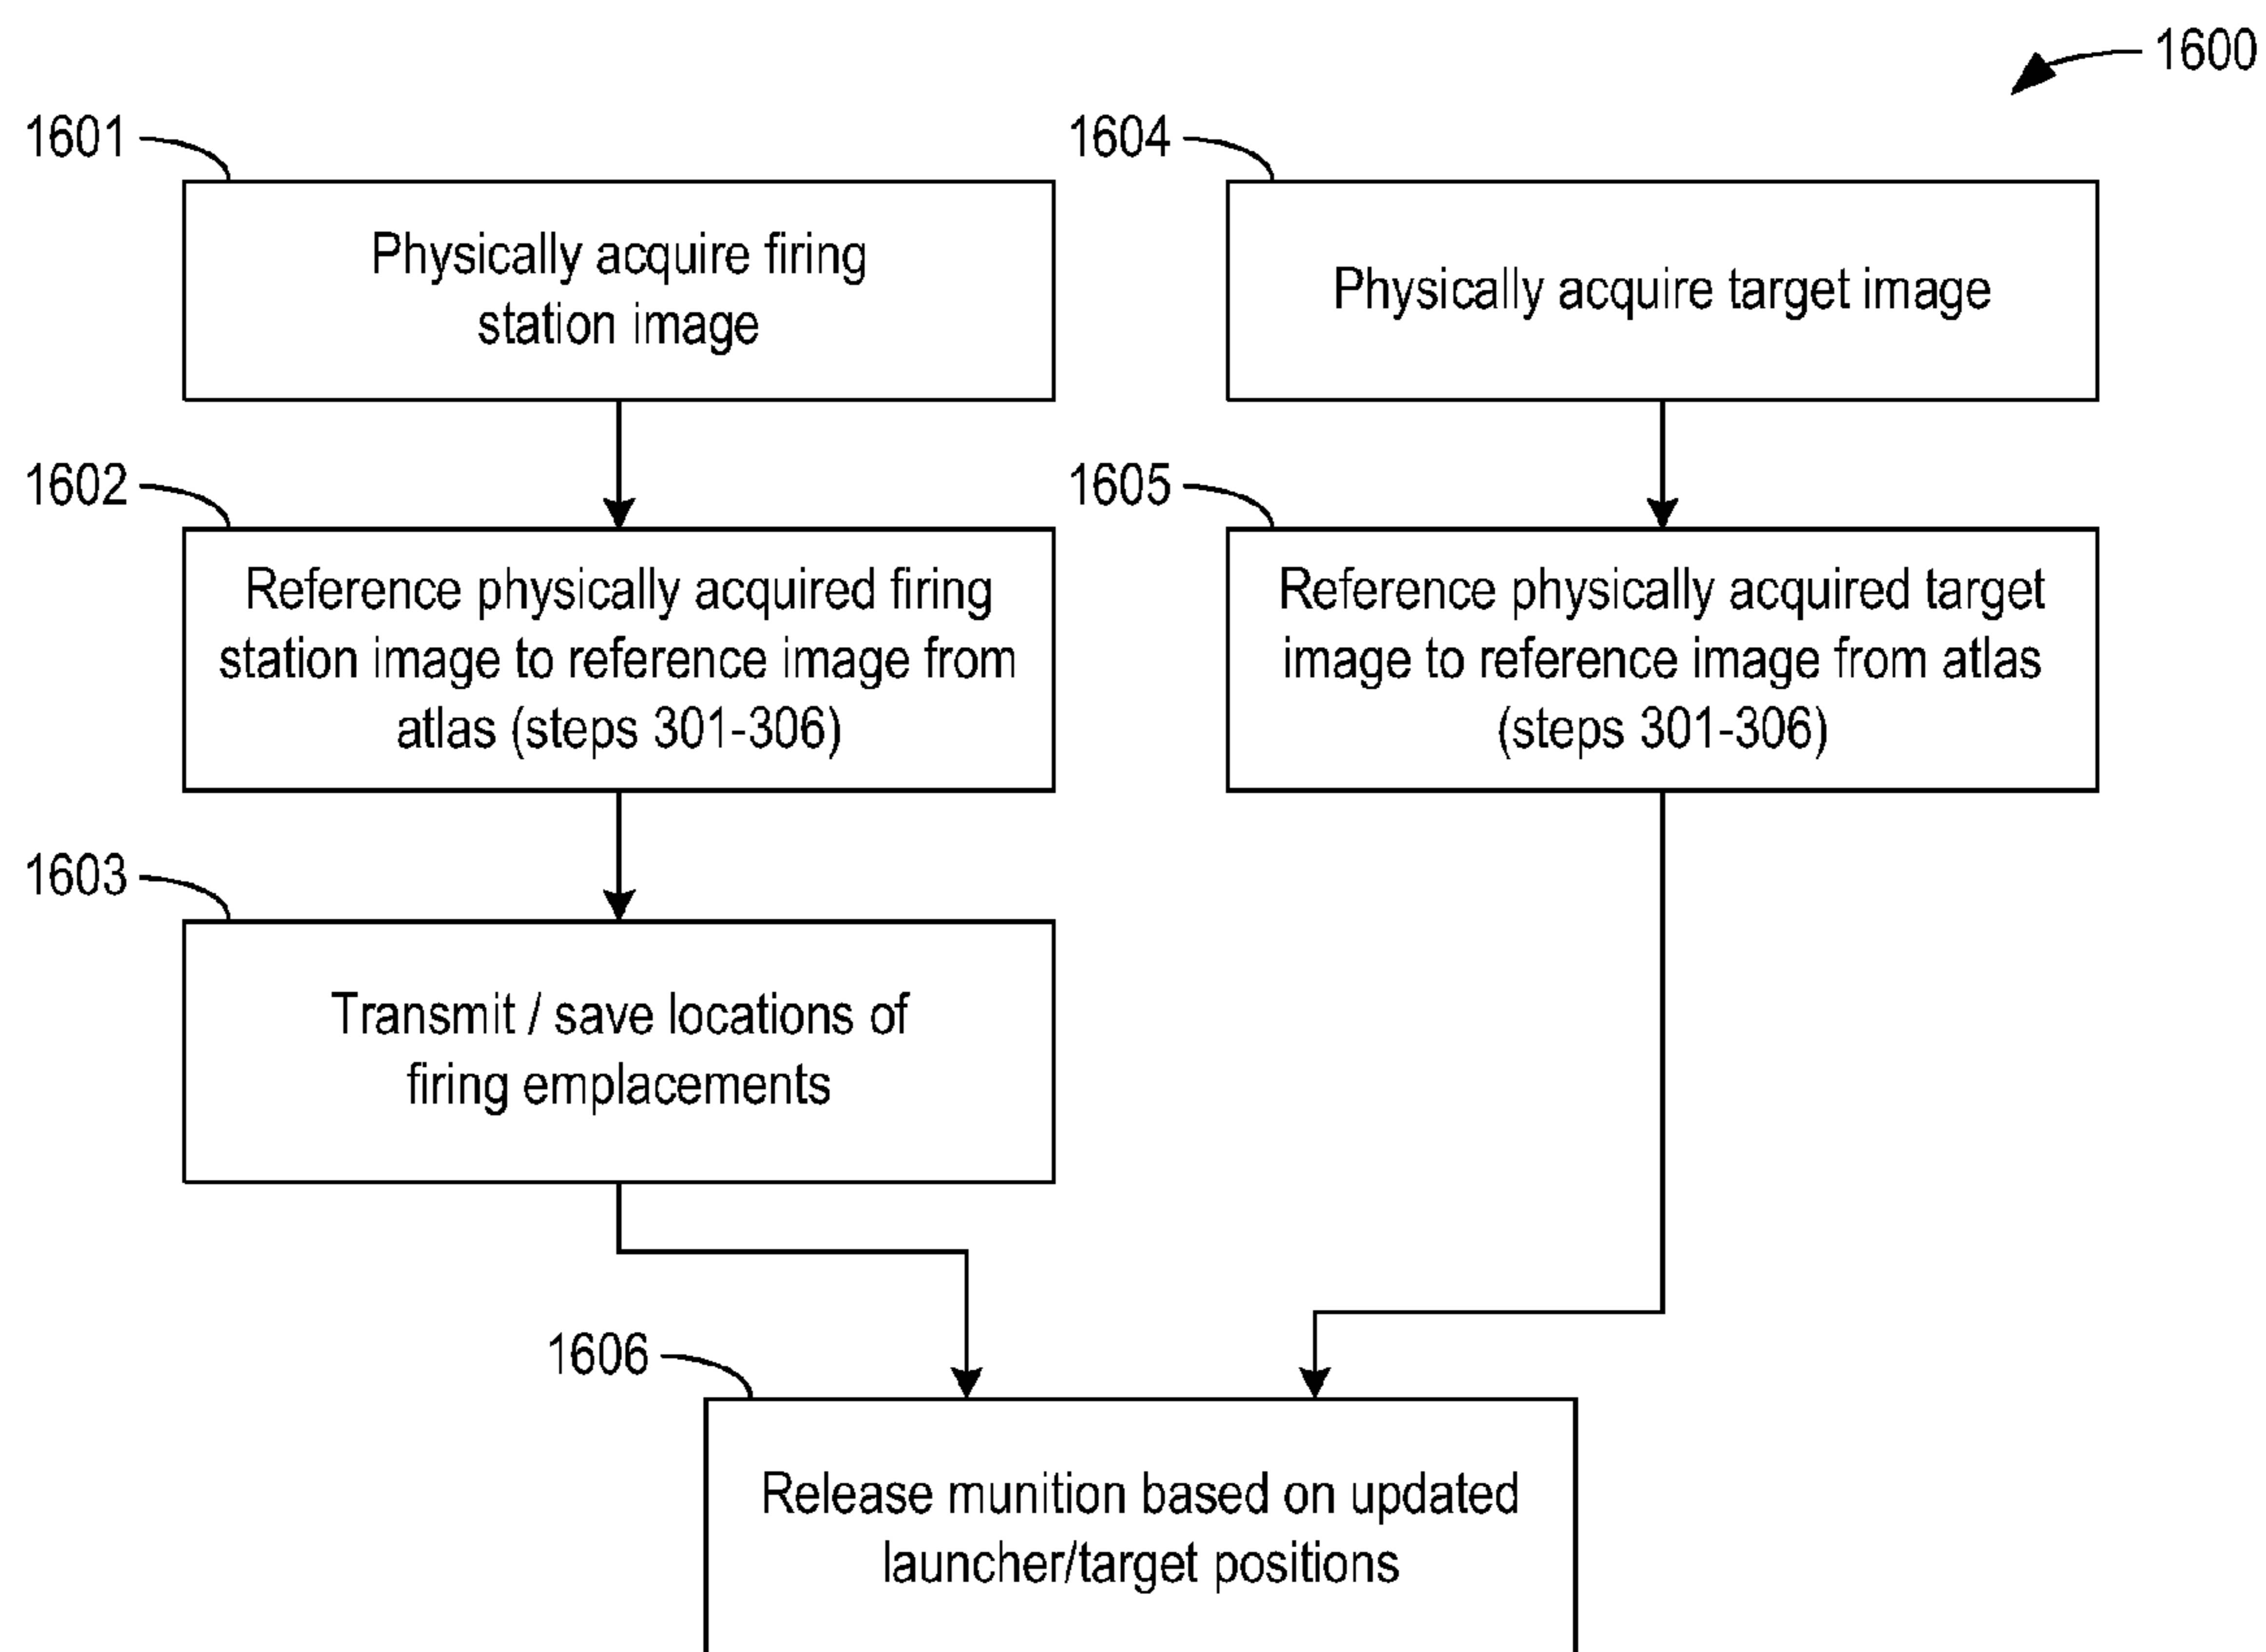 1600
1601
Physically acquire firing
station image
1604
Physically acquire target image
1602
Reference physically acquired firing
station image to reference image from
atlas (steps 301-306)
1605
Reference physically acquired target
image to reference image from atlas
(steps 301-306)
1603
Transmit / save locations of
firing emplacements
1606
Release munition based on updated
launcher/target positions